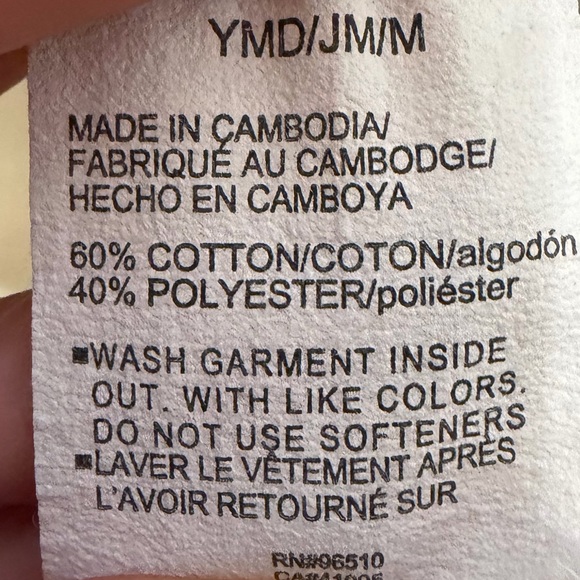 YMD/JM/M
MADE IN CAMBODIA/
FABRIQUÉ AU CAMBODGE/
HECHO EN CAMBOYA
60% COTTON/COTON/algodón
40% POLYESTER/poliéster
▪WASH GARMENT INSIDE
OUT. WITH LIKE COLORS.
DO NOT USE SOFTENERS
▪LAVER LE VÊTEMENT APRÈS
L'AVOIR RETOURNÉ SUR
RN#96510